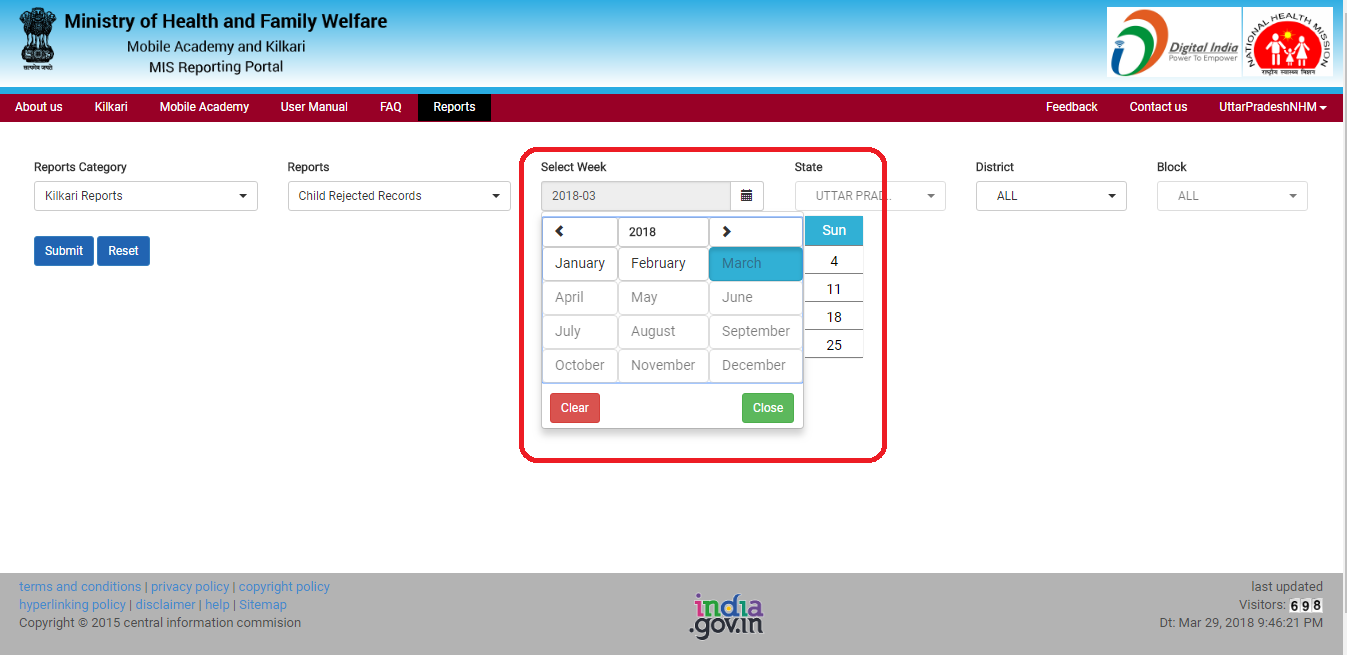 Ministry of Health and Family Welfare
Mobile Academy and Kilkari
MIS Reporting Portal
सत्यमेव जयते
Digital India
Power To Empower
NATIONAL HEALTH MISSION
राष्ट्रीय स्वास्थ्य मिशन
About us Kilkari Mobile Academy User Manual FAQ Reports Feedback Contact us UttarPradeshNHM
Reports Category Reports Select Week State District Block
Kilkari Reports Child Rejected Records 2018-03 UTTAR PRAD.. ALL ALL
Submit Reset
2018 Sun
January February March 4
April May June 11
July August September 18
October November December 25
Clear Close
terms and conditions | privacy policy | copyright policy
hyperlinking policy | disclaimer | help | Sitemap
Copyright © 2015 central information commision
india
.gov.in
last updated
Visitors: 698
Dt: Mar 29, 2018 9:46:21 PM